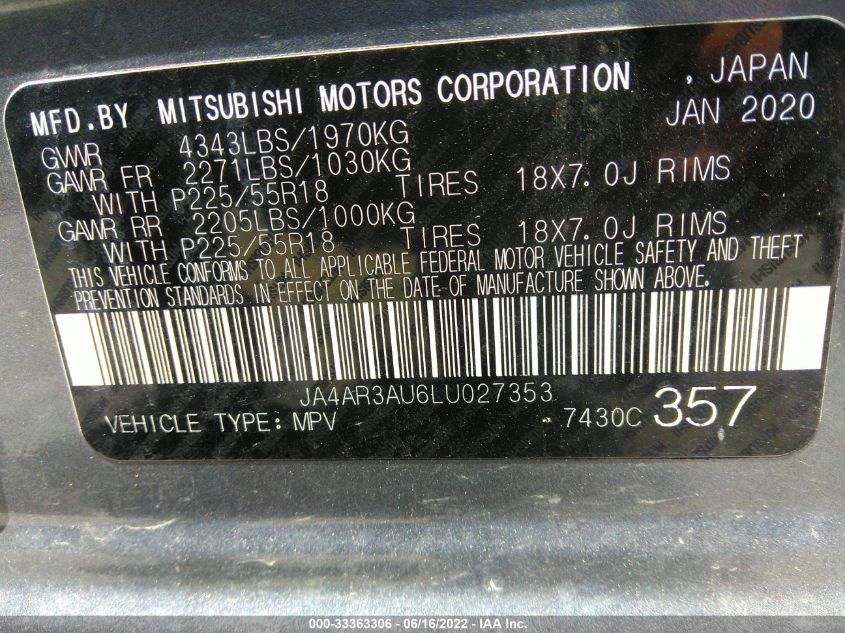 MFD.BY MITSUBISHI MOTORS CORPORATION , JAPAN
JAN 2020
GVWR 4343LBS/1970KG
GAWR FR 2271LBS/1030KG
WITH P225/55R18 TIRES 18X7.0J RIMS
GAWR RR 2205LBS/1000KG
WITH P225/55R18 TIRES 18X7.0J RIMS
THIS VEHICLE CONFORMS TO ALL APPLICABLE FEDERAL MOTOR VEHICLE SAFETY AND THEFT
PREVENTION STANDARDS IN EFFECT ON THE DATE OF MANUFACTURE SHOWN ABOVE.
JA4AR3AU6LU027353
VEHICLE TYPE: MPV 7430C 357
000-33363306 - 06/16/2022 - IAA Inc.